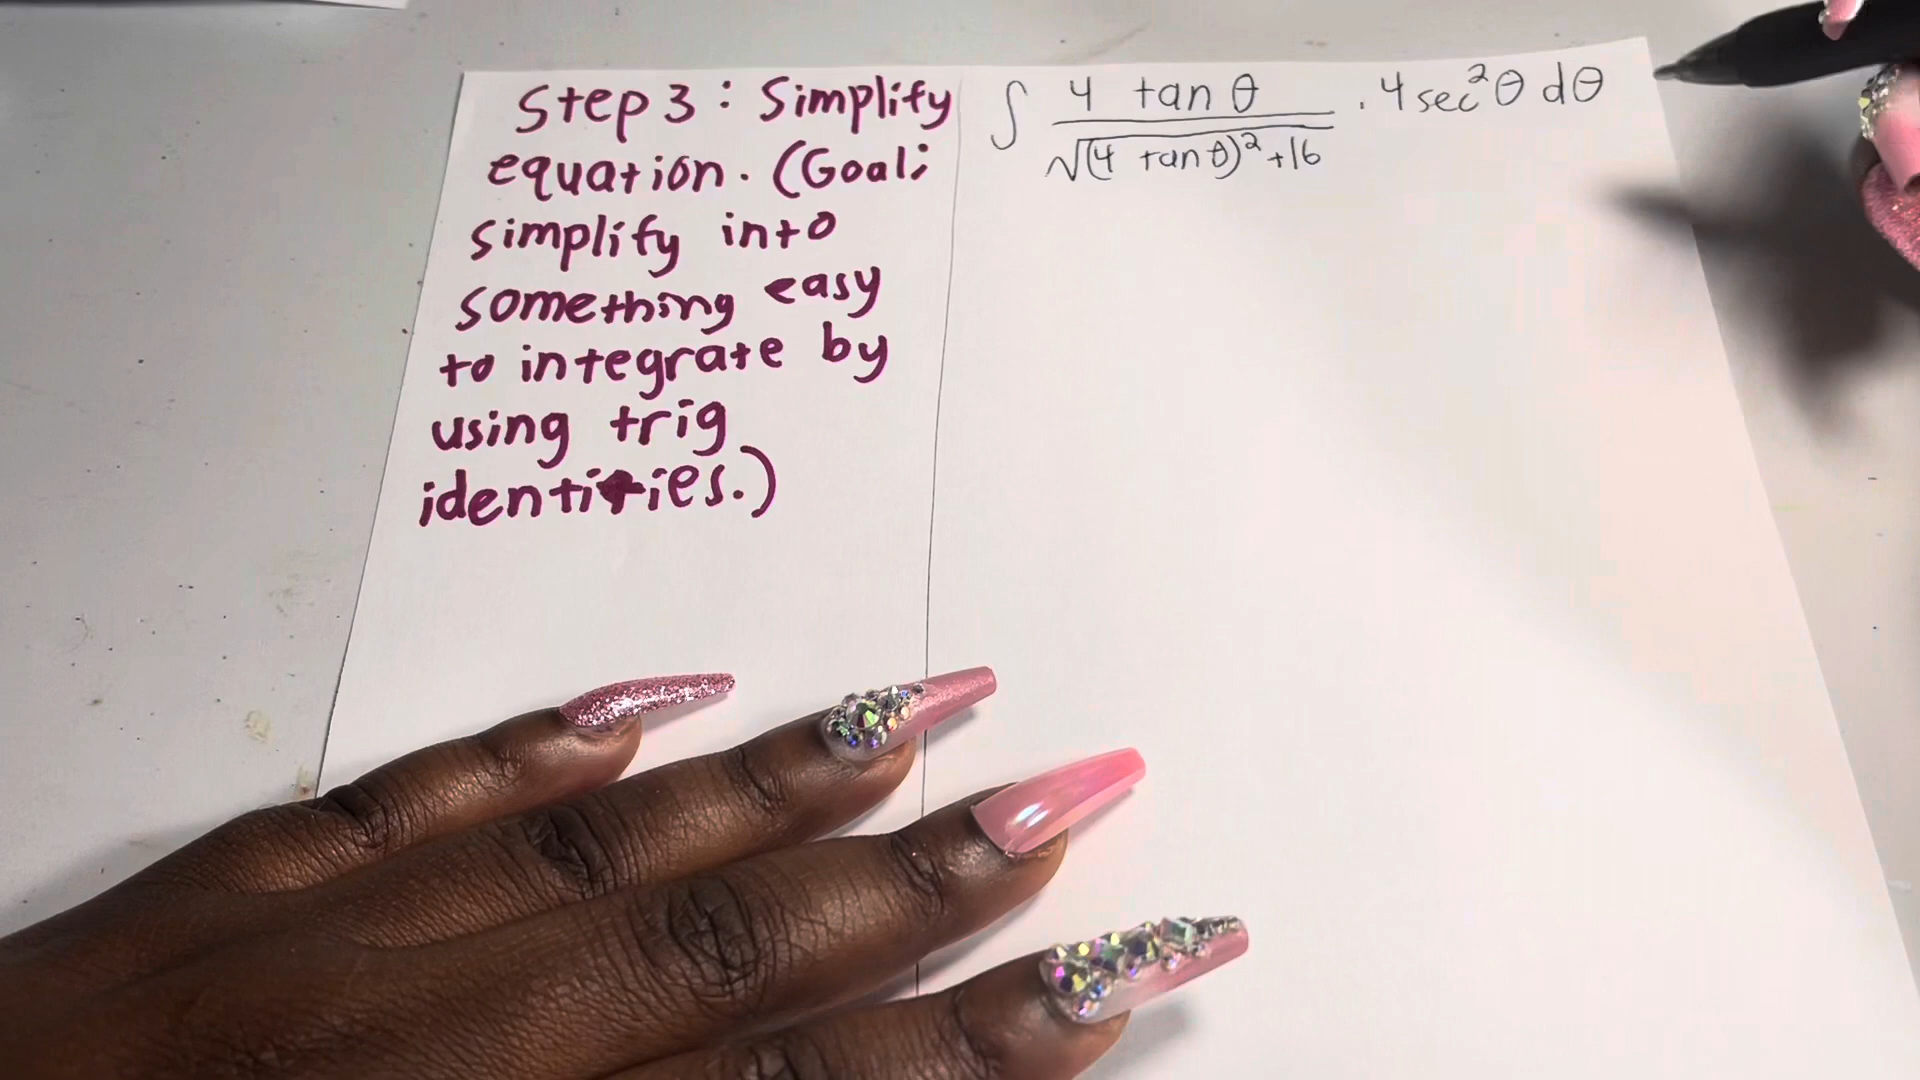 Step 3: Simplify
equation. (Goal;
simplify into
something easy
to integrate by
using trig
identities.)
∫ 4 tan θ / √(4 tan θ)² + 16 · 4 sec² θ dθ